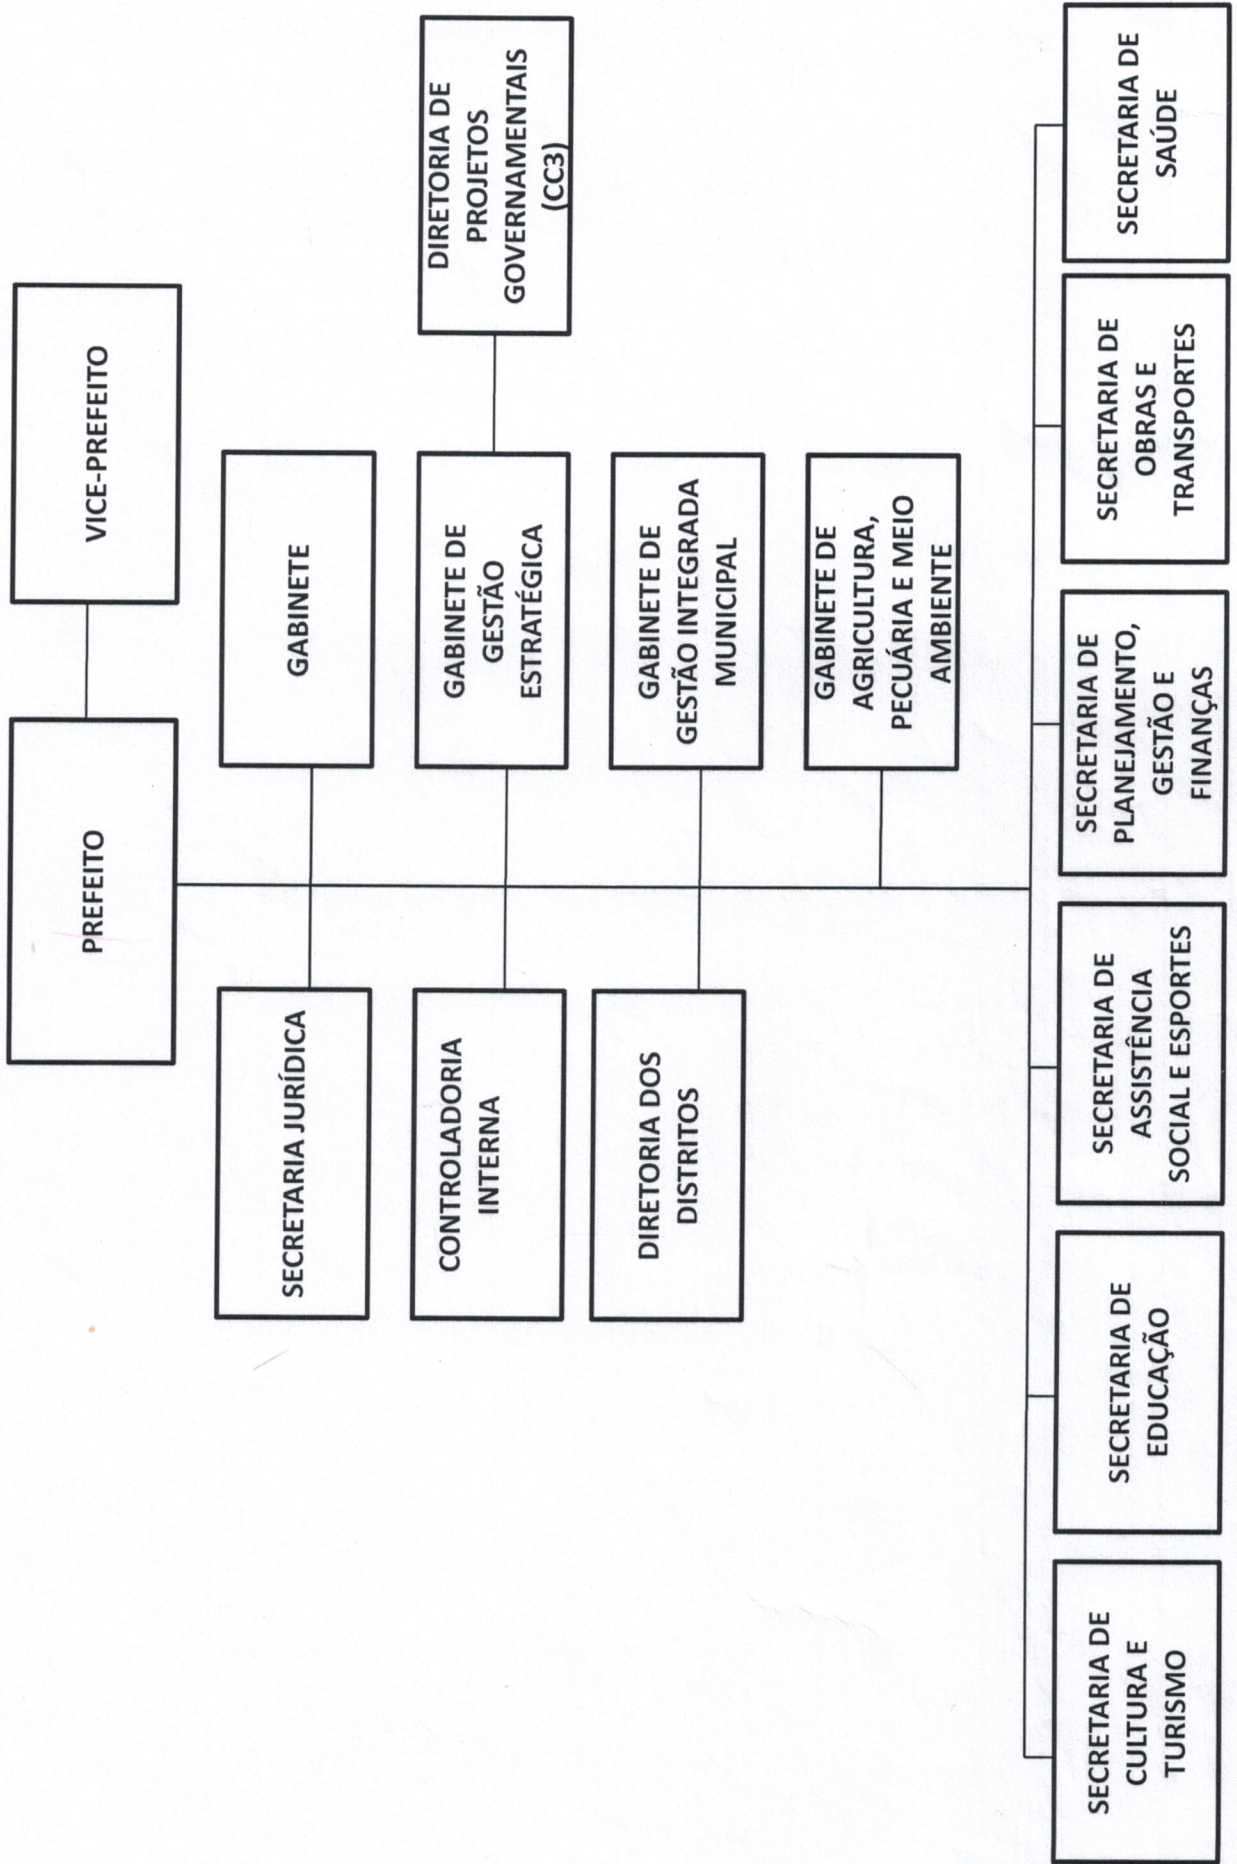 PREFEITO
VICE-PREFEITO
SECRETARIA JURÍDICA
GABINETE
CONTROLADORIA
INTERNA
GABINETE DE
GESTÃO
ESTRATÉGICA
DIRETORIA DE
PROJETOS
GOVERNAMENTAIS
(CC3)
DIRETORIA DOS
DISTRITOS
GABINETE DE
GESTÃO INTEGRADA
MUNICIPAL
GABINETE DE
AGRICULTURA,
PECUÁRIA E MEIO
AMBIENTE
SECRETARIA DE
CULTURA E
TURISMO
SECRETARIA DE
EDUCAÇÃO
SECRETARIA DE
ASSISTÊNCIA
SOCIAL E ESPORTES
SECRETARIA DE
PLANEJAMENTO,
GESTÃO E
FINANÇAS
SECRETARIA DE
OBRAS E
TRANSPORTES
SECRETARIA DE
SAÚDE